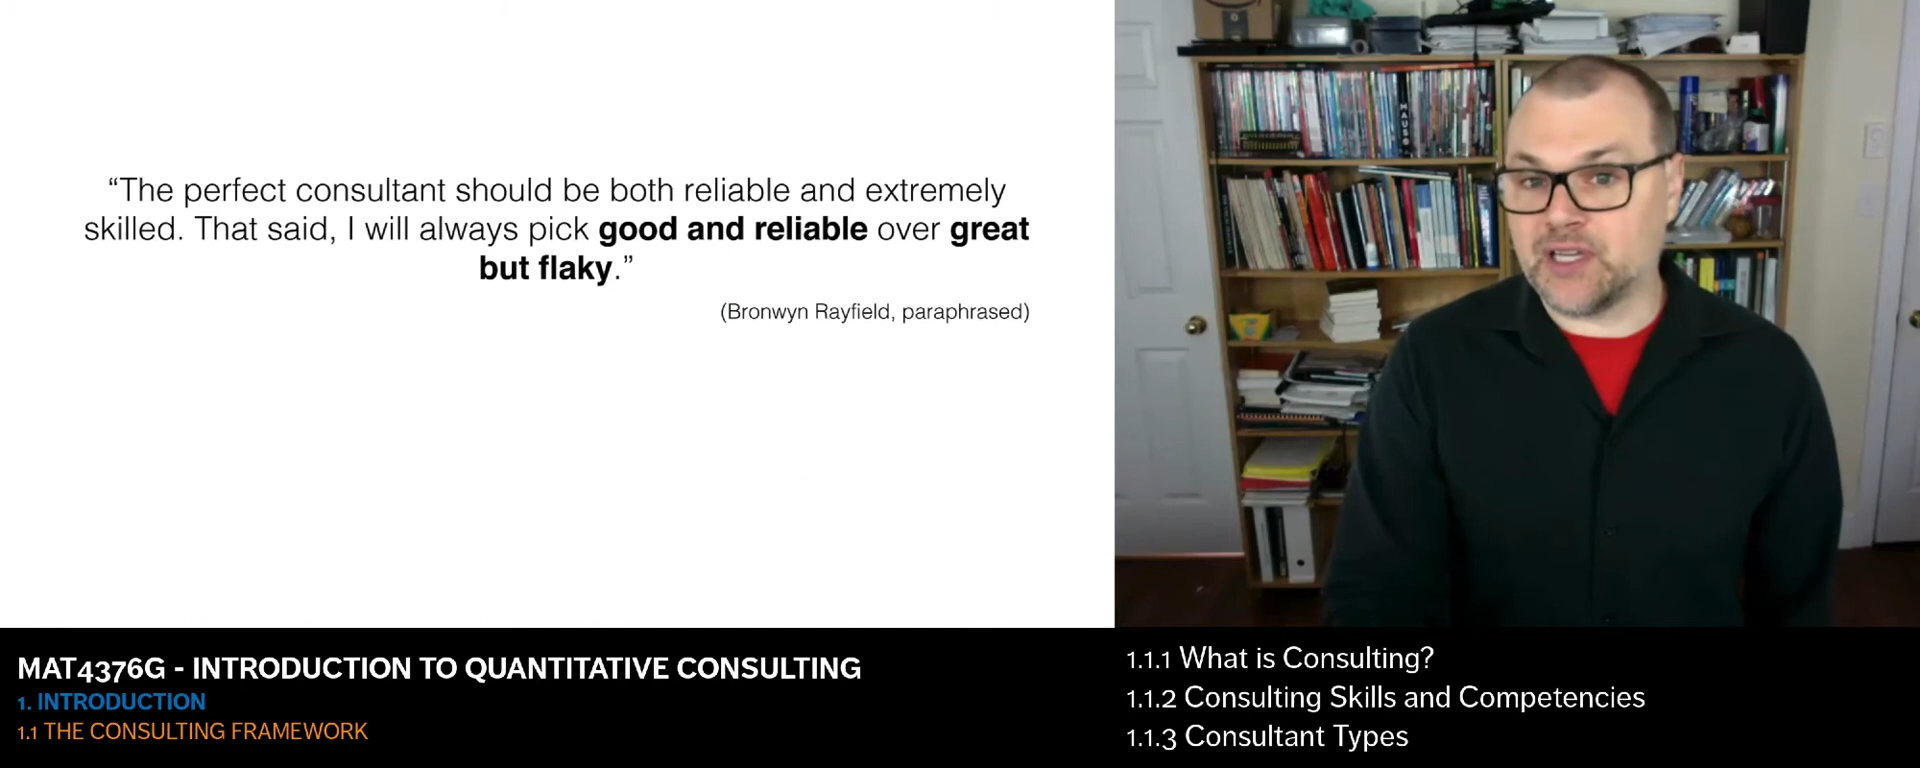 “The perfect consultant should be both reliable and extremely
skilled. That said, I will always pick good and reliable over great
but flaky.”
(Bronwyn Rayfield, paraphrased)
MAUS
MAT4376G - INTRODUCTION TO QUANTITATIVE CONSULTING
1. INTRODUCTION
1.1 THE CONSULTING FRAMEWORK
1.1.1 What is Consulting?
1.1.2 Consulting Skills and Competencies
1.1.3 Consultant Types